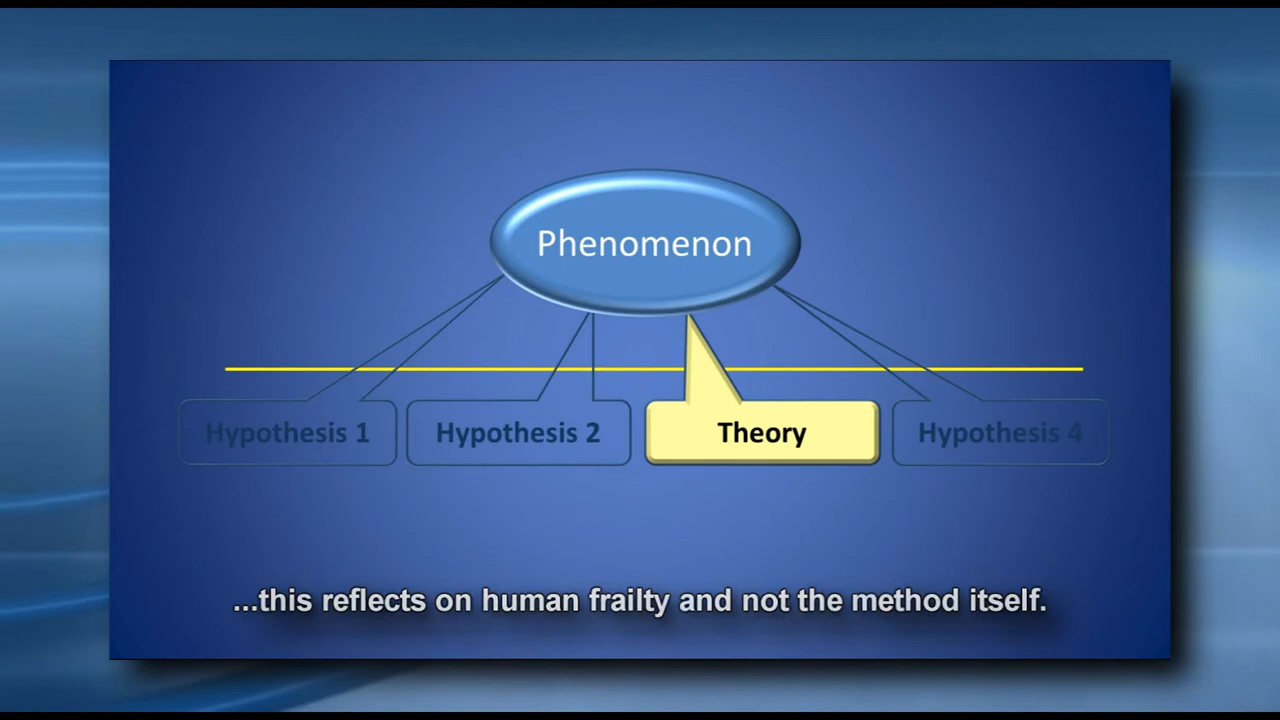 Phenomenon
Hypothesis 1
Hypothesis 2
Theory
Hypothesis 4
...this reflects on human frailty and not the method itself.